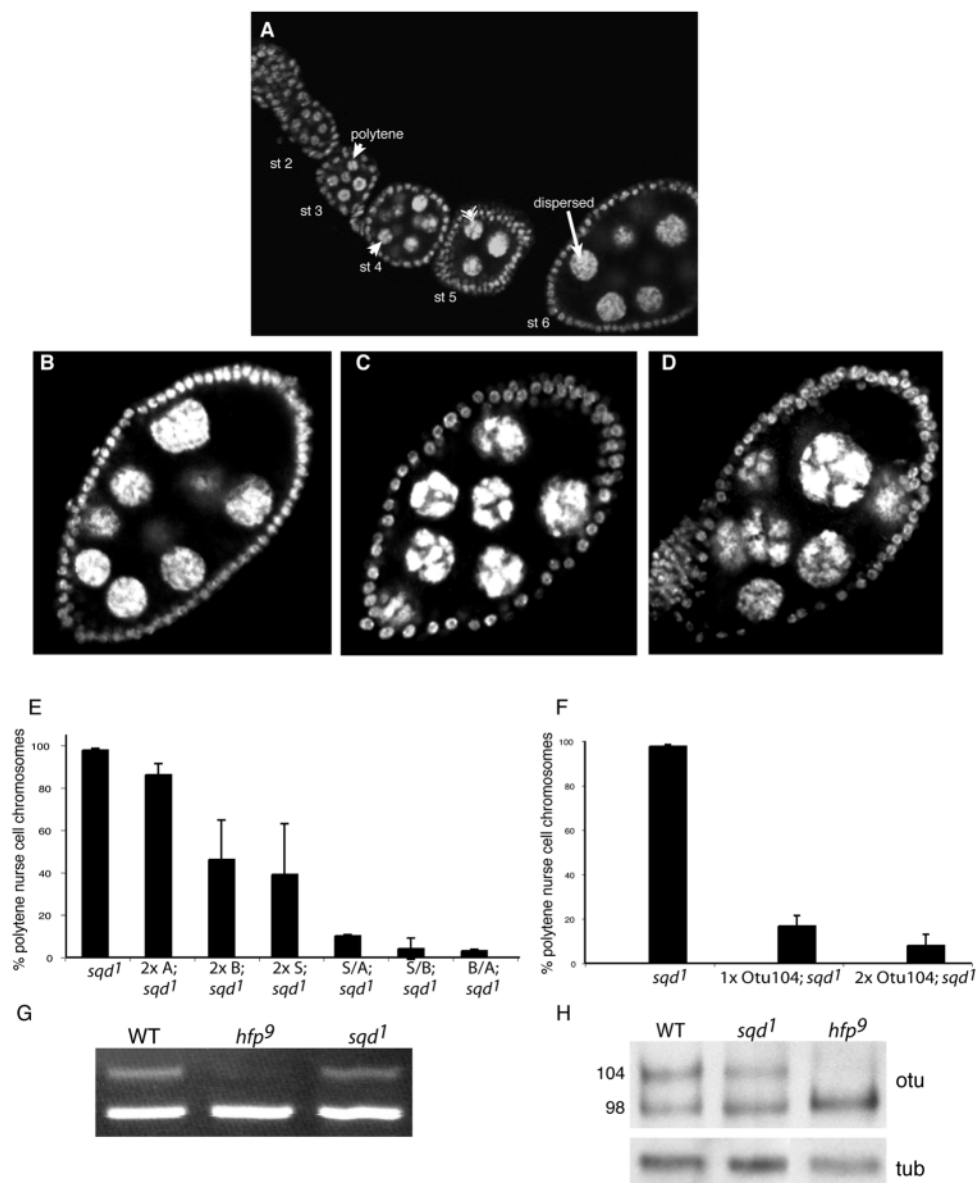 A
polytene
st 2
st 3
st 4
dispersed
st 5
st 6
B
C
D
E
% polytene nurse cell chromosomes
100
80
60
40
20
0
sqd1
2x A; sqd1
2x B; sqd1
2x S; sqd1
S/A; sqd1
S/B; sqd1
B/A; sqd1
F
% polytene nurse cell chromosomes
100
80
60
40
20
0
sqd1
1x Otu104; sqd1
2x Otu104; sqd1
G
WT hfp9 sqd1
H
WT sqd1 hfp9
104
98
otu
tub